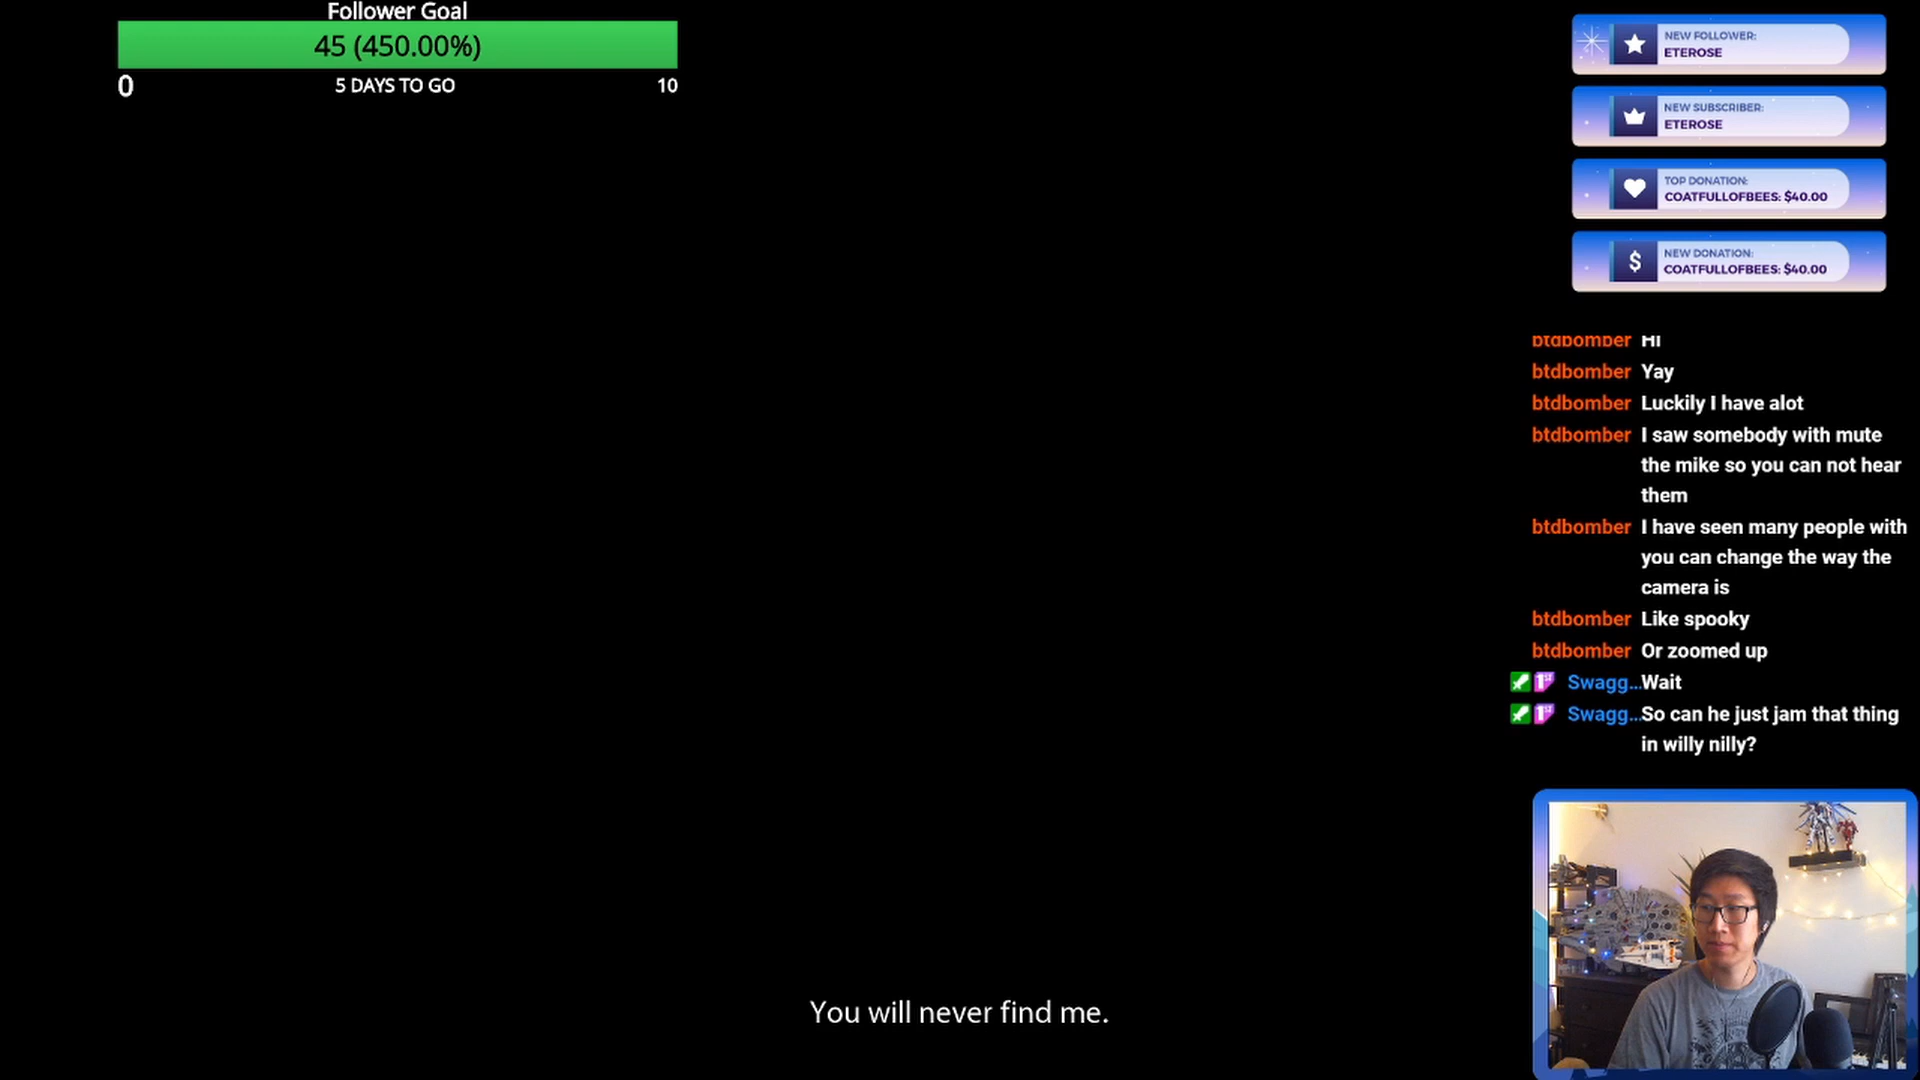 Follower Goal
45 (450.00%)
0 5 DAYS TO GO 10
NEW FOLLOWER:
ETEROSE
NEW SUBSCRIBER:
ETEROSE
TOP DONATION:
COATFULLOFBEES: $40.00
NEW DONATION:
COATFULLOFBEES: $40.00
btdbomber Hi
btdbomber Yay
btdbomber Luckily I have alot
btdbomber I saw somebody with mute
the mike so you can not hear
them
btdbomber I have seen many people with
you can change the way the
camera is
btdbomber Like spooky
btdbomber Or zoomed up
Swagg... Wait
Swagg... So can he just jam that thing
in willy nilly?
You will never find me.